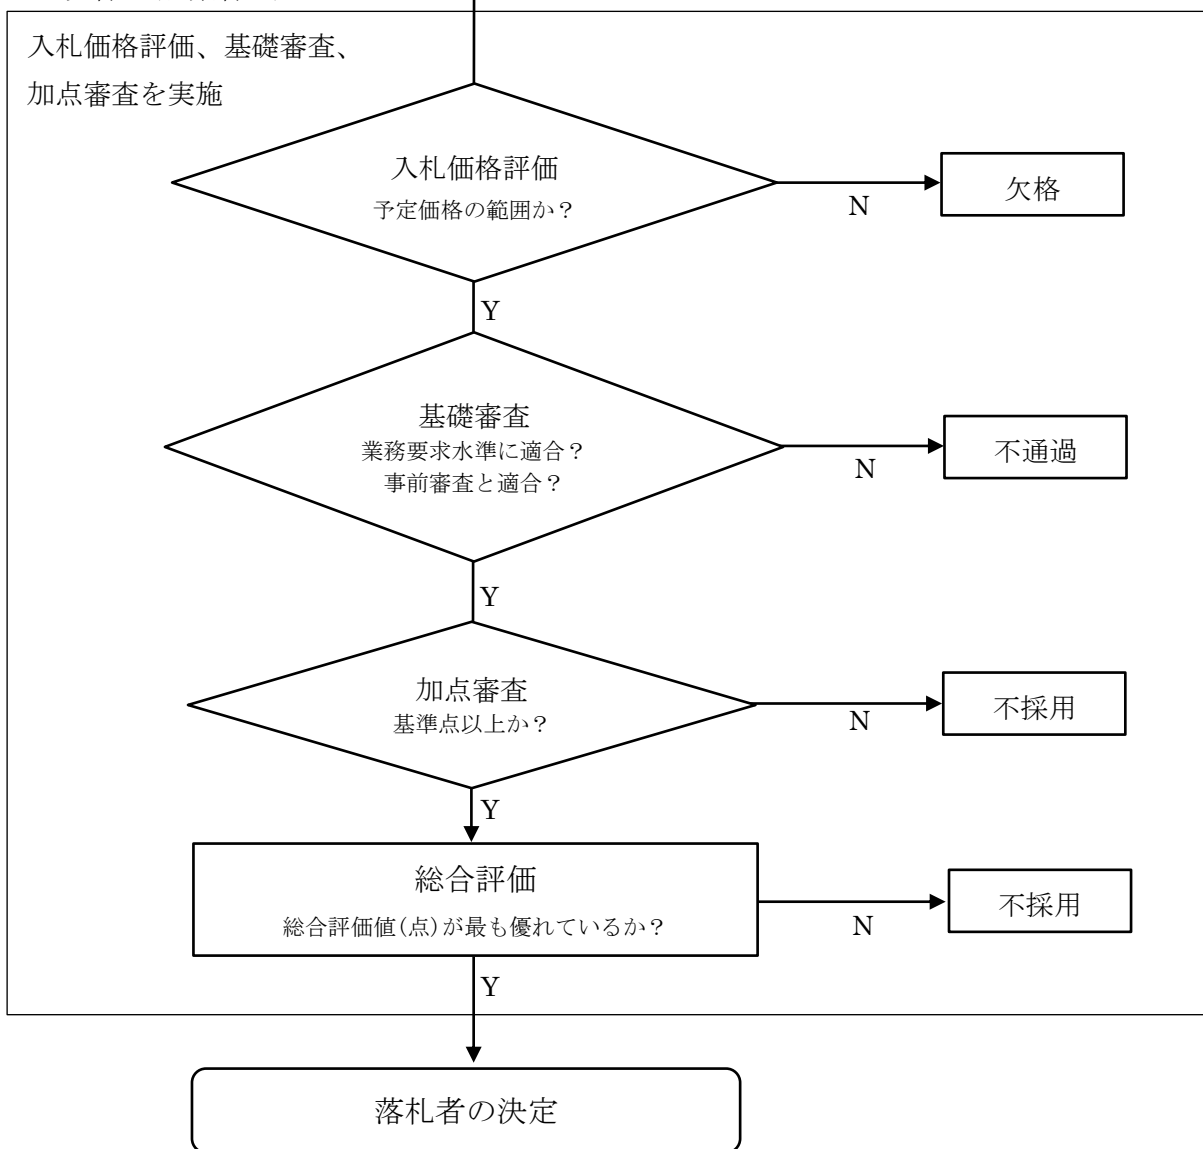 入札価格評価、基礎審査、
加点審査を実施
入札価格評価
予定価格の範囲か？
N
欠格
Y
基礎審査
業務要求水準に適合？
事前審査と適合？
N
不通過
Y
加点審査
基準点以上か？
N
不採用
Y
総合評価
総合評価値(点)が最も優れているか？
N
不採用
Y
落札者の決定